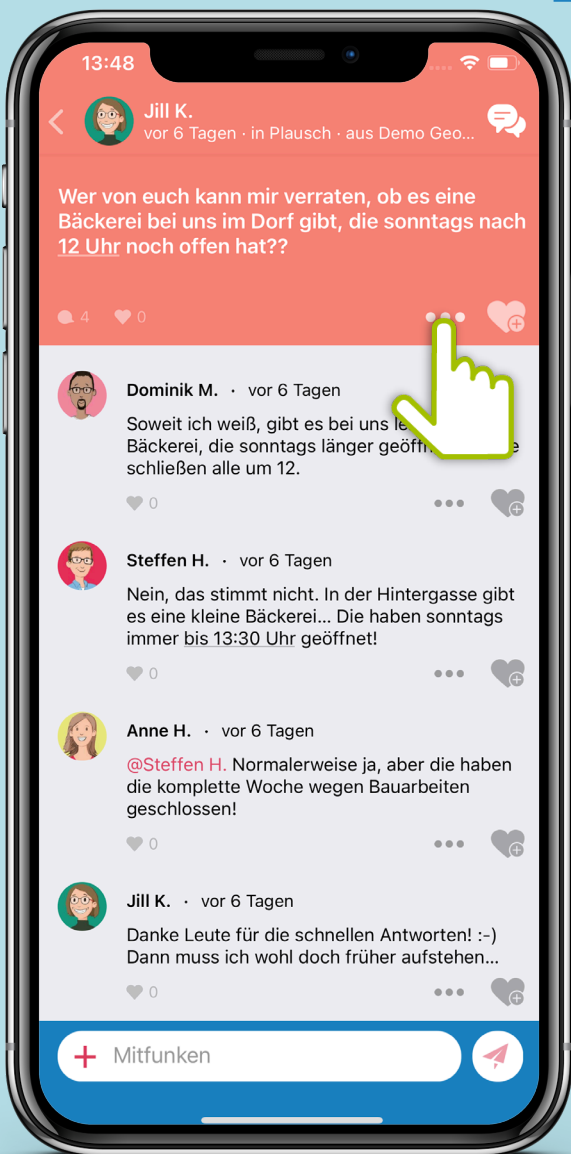 13:48
Jill K.
vor 6 Tagen · in Plausch · aus Demo Geo...
Wer von euch kann mir verraten, ob es eine
Bäckerei bei uns im Dorf gibt, die sonntags nach
12 Uhr noch offen hat??
4 0
Dominik M. · vor 6 Tagen
Soweit ich weiß, gibt es bei uns
Bäckerei, die sonntags länger
schließen alle um 12.
0
Steffen H. · vor 6 Tagen
Nein, das stimmt nicht. In der Hintergasse gibt
es eine kleine Bäckerei... Die haben sonntags
immer bis 13:30 Uhr geöffnet!
0
Anne H. · vor 6 Tagen
@Steffen H. Normalerweise ja, aber die haben
die komplette Woche wegen Bauarbeiten
geschlossen!
0
Jill K. · vor 6 Tagen
Danke Leute für die schnellen Antworten! :-)
Dann muss ich wohl doch früher aufstehen...
0
Mitfunken